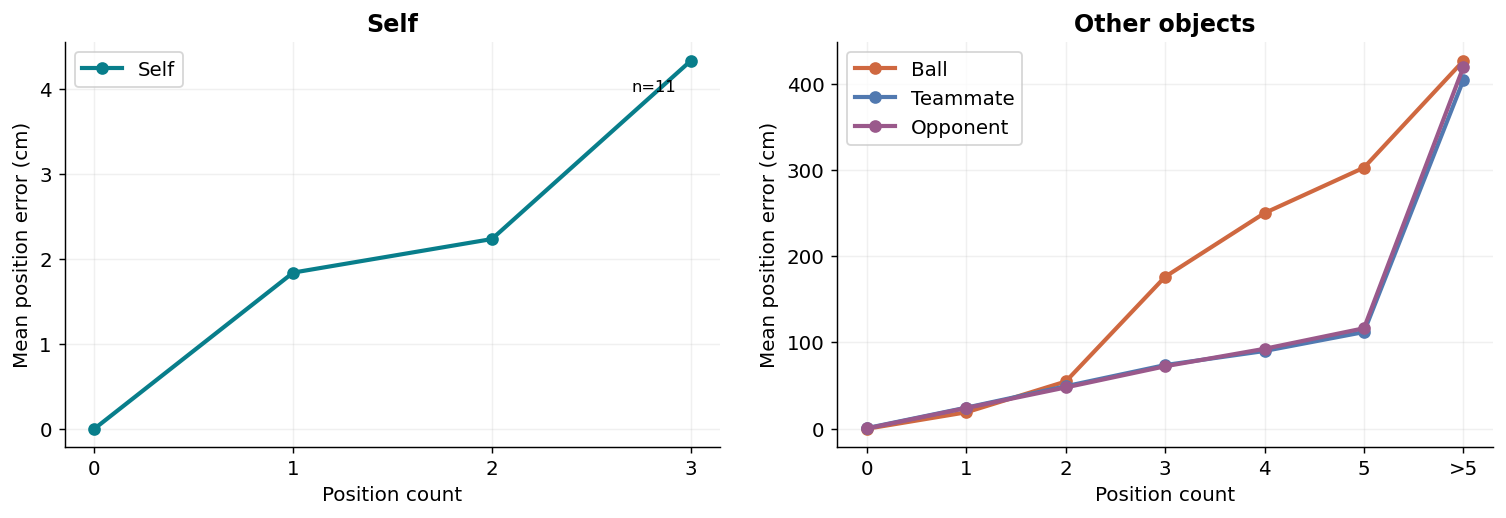 Self
Self
n=11
Mean position error (cm)
4
3
2
1
0
0 1 2 3
Position count
Other objects
Ball
Teammate
Opponent
Mean position error (cm)
400
300
200
100
0
0 1 2 3 4 5 >5
Position count